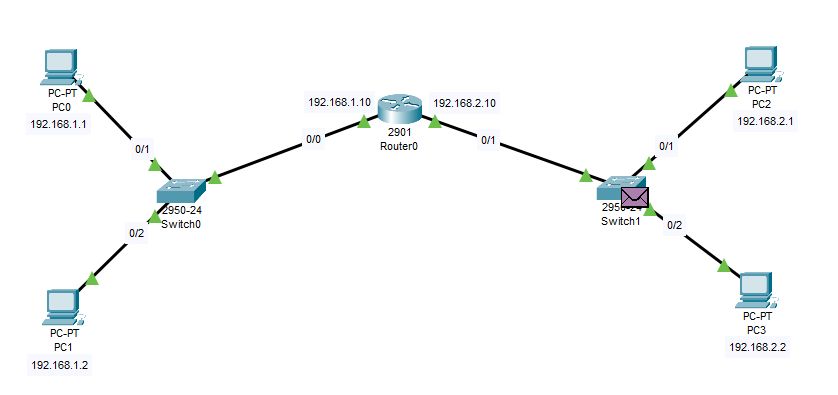 PC-PT
PC0
192.168.1.1
0/1
0/2
PC-PT
PC1
192.168.1.2
2950-24
Switch0
0/0
192.168.1.10
192.168.2.10
2901
Router0
0/1
2950-24
Switch1
0/1
0/2
PC-PT
PC2
192.168.2.1
PC-PT
PC3
192.168.2.2